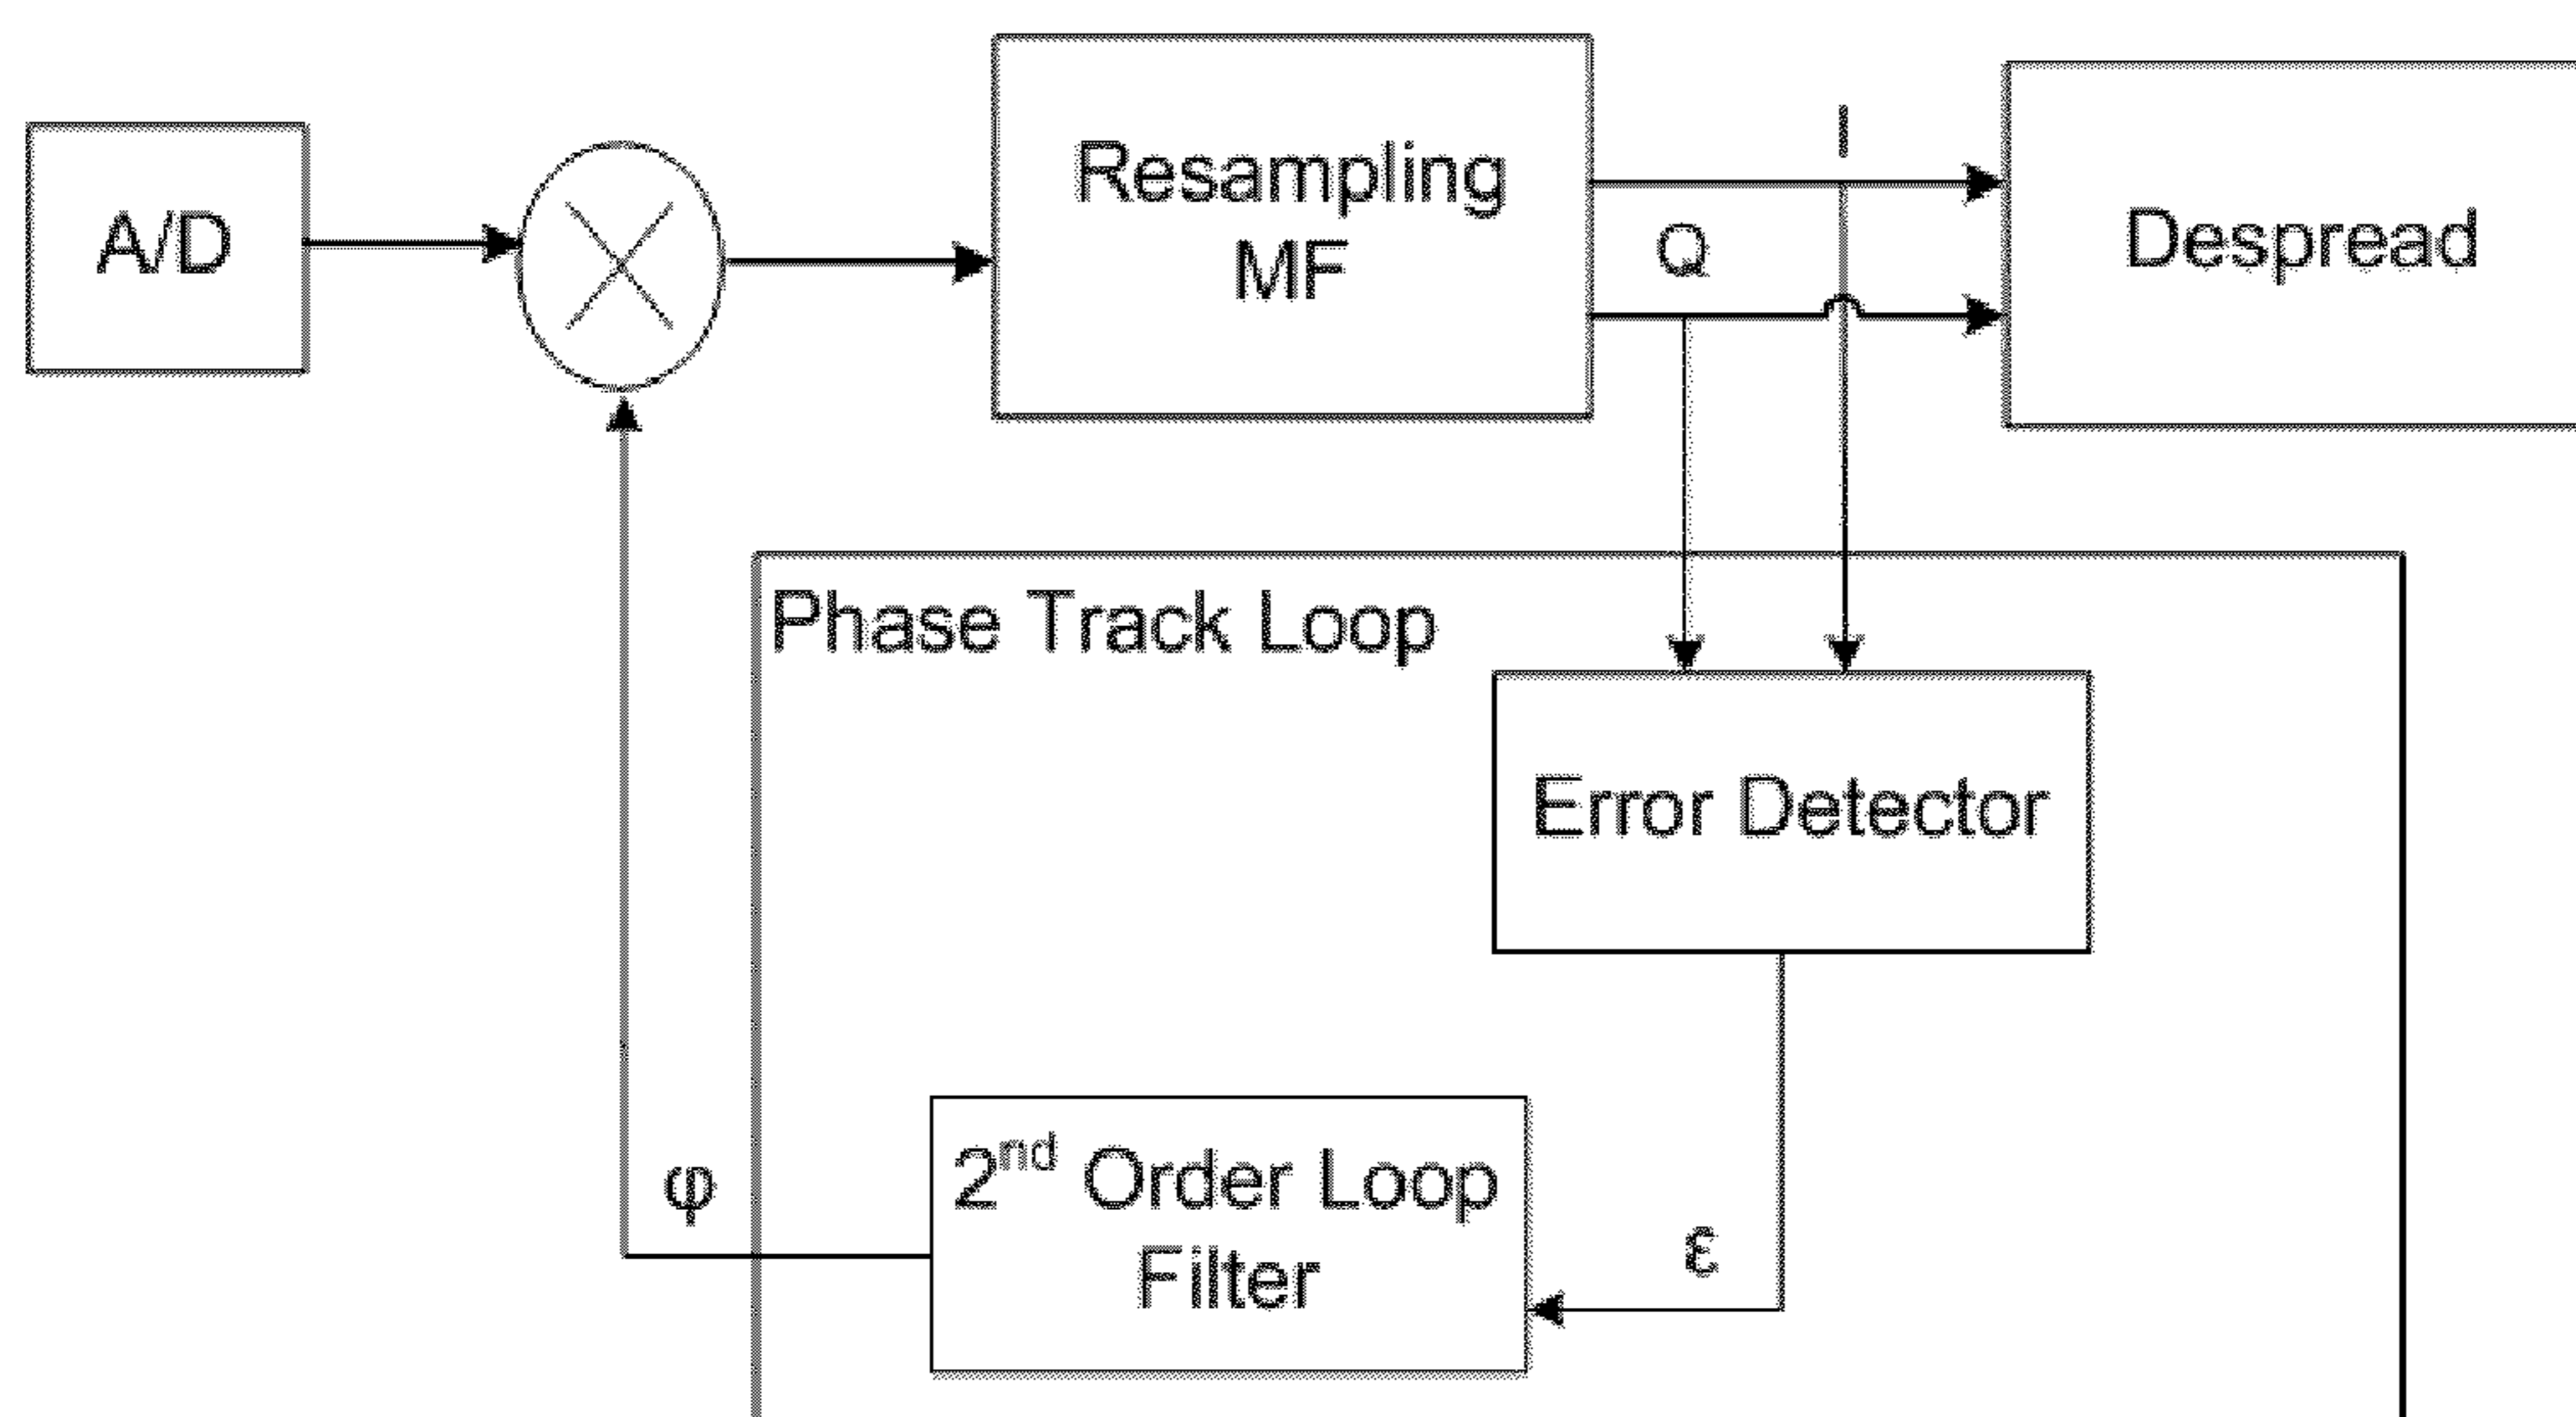 A/D
Resampling
MF
I
Q
Despread
Phase Track Loop
Error Detector
2nd Order Loop
Filter
φ
ε